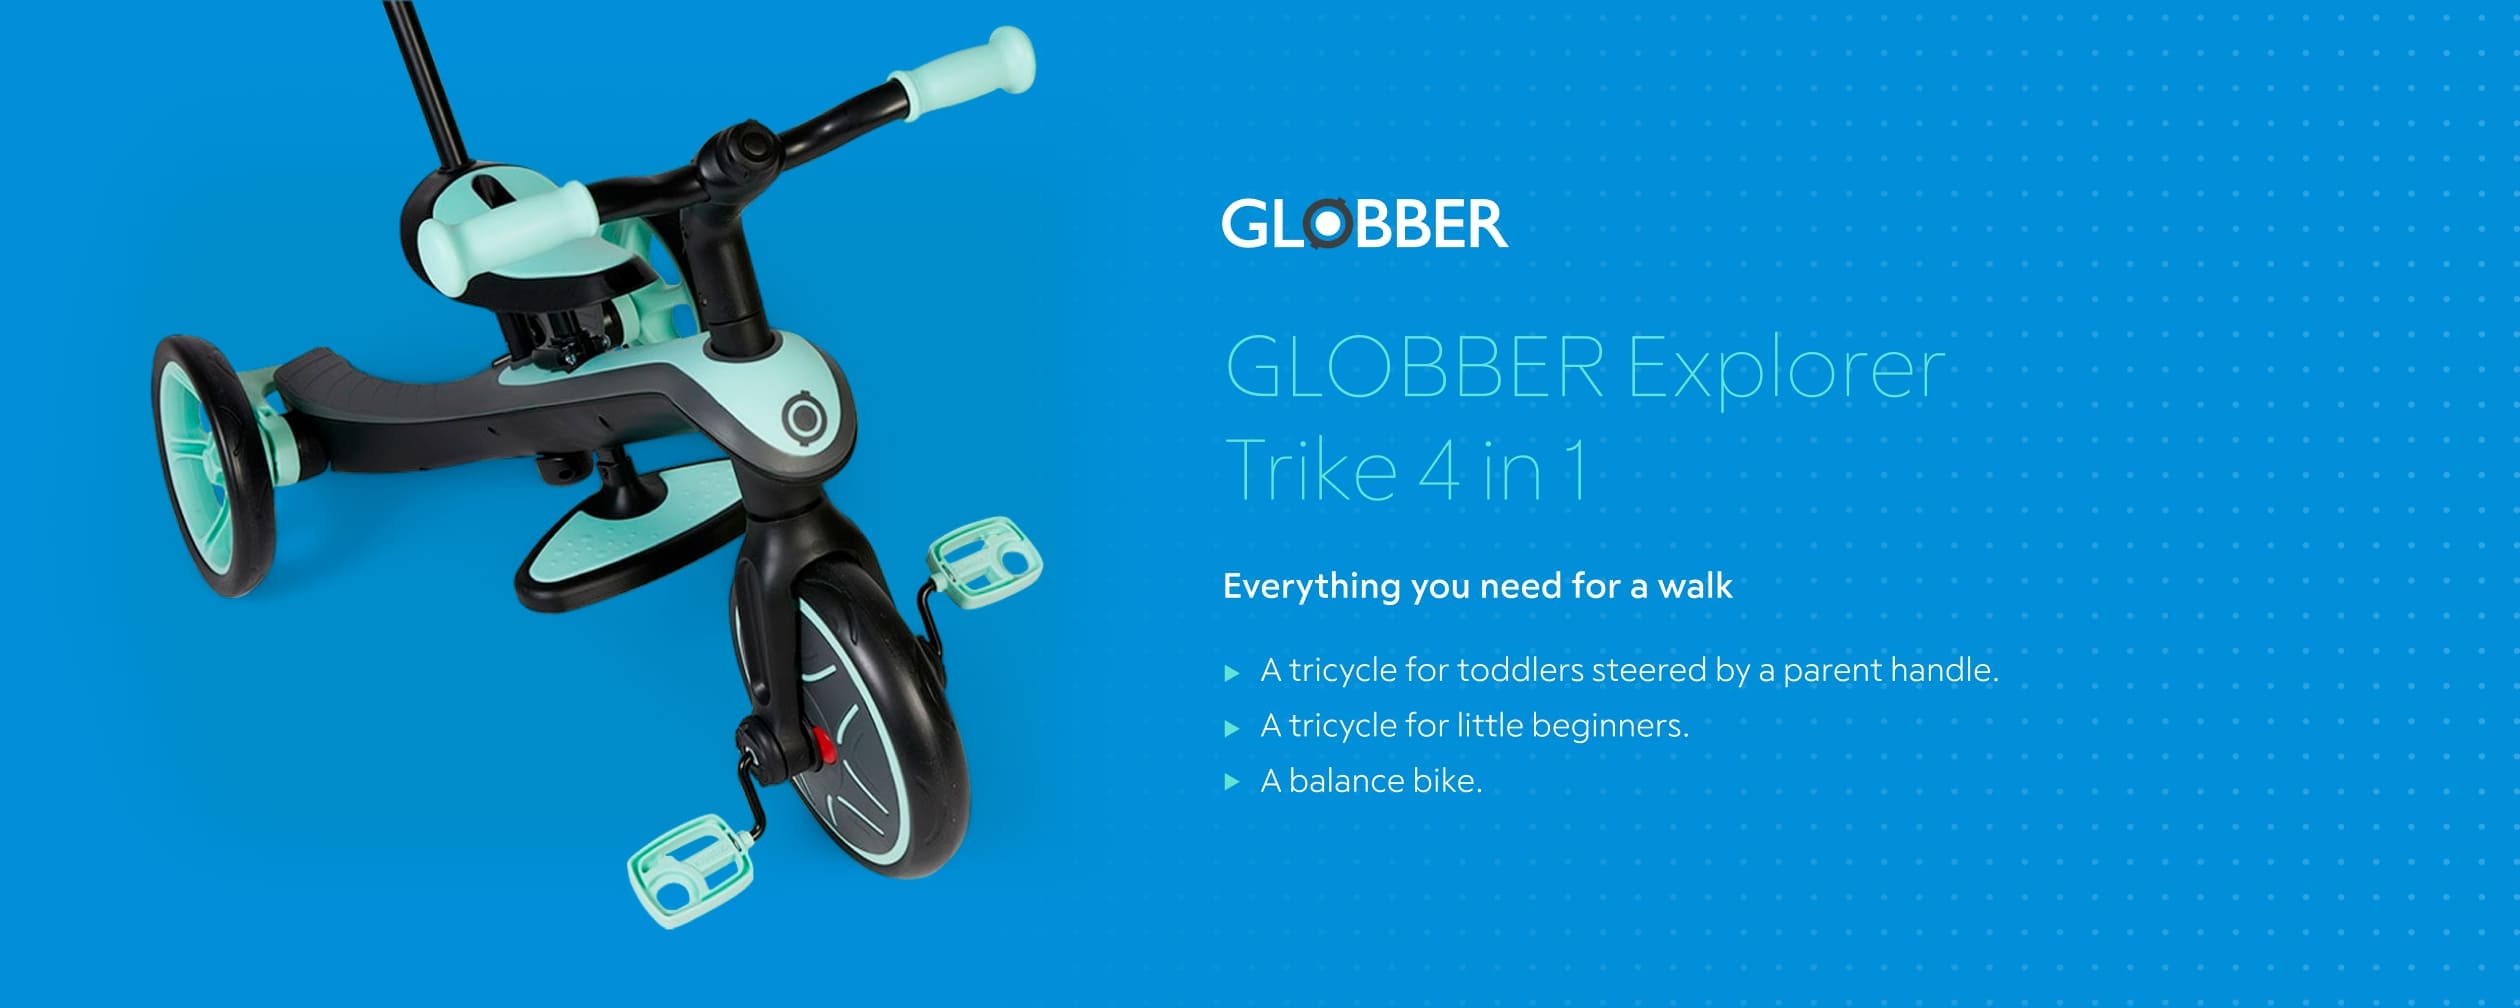 GLOBBER
GLOBBER Explorer
Trike 4 in 1
Everything you need for a walk
A tricycle for toddlers steered by a parent handle.
A tricycle for little beginners.
A balance bike.